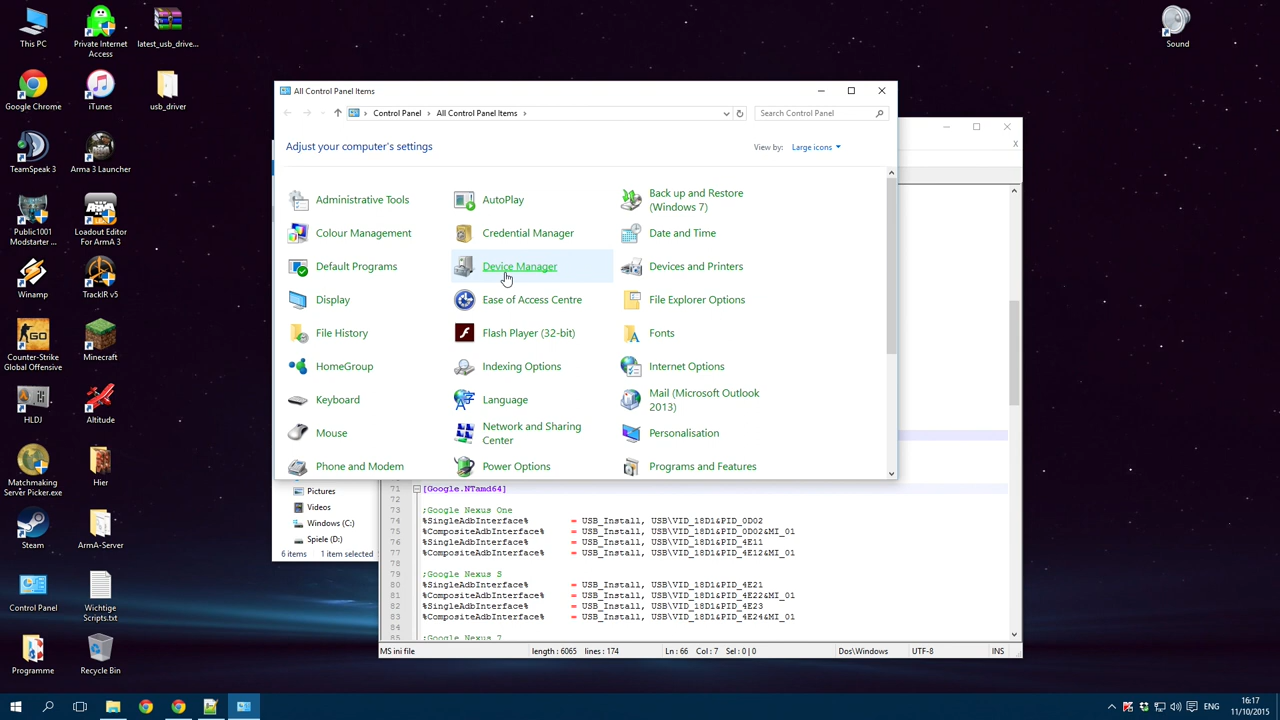 This PC
Private Internet
Access
latest_usb_drive...
Sound
Google Chrome
iTunes
usb_driver
TeamSpeak 3
Arma 3 Launcher
Public1001
Modstarter ...
Loadout Editor
For ArmA 3
Winamp
TrackIR v5
Counter-Strike
Global Offensive
Minecraft
HLDJ
Altitude
Matchmaking
Server Picker.exe
Hier
Steam
ArmA-Server
Control Panel
Wichtige
Scripts.txt
Programme
Recycle Bin
All Control Panel Items
Control Panel
All Control Panel Items
Search Control Panel
Adjust your computer's settings
View by:
Large icons
Administrative Tools
AutoPlay
Back up and Restore
(Windows 7)
Colour Management
Credential Manager
Date and Time
Default Programs
Device Manager
Devices and Printers
Display
Ease of Access Centre
File Explorer Options
File History
Flash Player (32-bit)
Fonts
HomeGroup
Indexing Options
Internet Options
Keyboard
Language
Mail (Microsoft Outlook
2013)
Mouse
Network and Sharing
Center
Personalisation
Phone and Modem
Power Options
Programs and Features
Pictures
Videos
Windows (C:)
Spiele (D:)
6 items
1 item selected
71 [Google.NTamd64]
72
73 ;Google Nexus One
74 %SingleAdbInterface% = USB_Install, USB\VID_18D1&PID_0D02
75 %CompositeAdbInterface% = USB_Install, USB\VID_18D1&PID_0D02&MI_01
76 %SingleAdbInterface% = USB_Install, USB\VID_18D1&PID_4E11
77 %CompositeAdbInterface% = USB_Install, USB\VID_18D1&PID_4E12&MI_01
78
79 ;Google Nexus S
80 %SingleAdbInterface% = USB_Install, USB\VID_18D1&PID_4E21
81 %CompositeAdbInterface% = USB_Install, USB\VID_18D1&PID_4E22&MI_01
82 %SingleAdbInterface% = USB_Install, USB\VID_18D1&PID_4E23
83 %CompositeAdbInterface% = USB_Install, USB\VID_18D1&PID_4E24&MI_01
84
85 ;Google Nexus 7
MS ini file
length : 6065 lines : 174
Ln : 66 Col : 7 Sel : 0 | 0
Dos\Windows
UTF-8
INS
ENG
16:17
11/10/2015